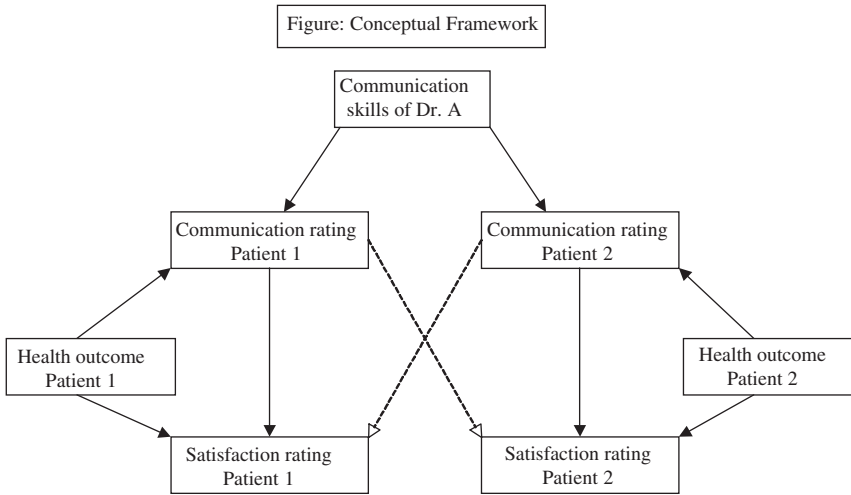 Figure: Conceptual Framework
Communication
skills of Dr. A
Communication rating
Patient 1
Communication rating
Patient 2
Health outcome
Patient 1
Health outcome
Patient 2
Satisfaction rating
Patient 1
Satisfaction rating
Patient 2